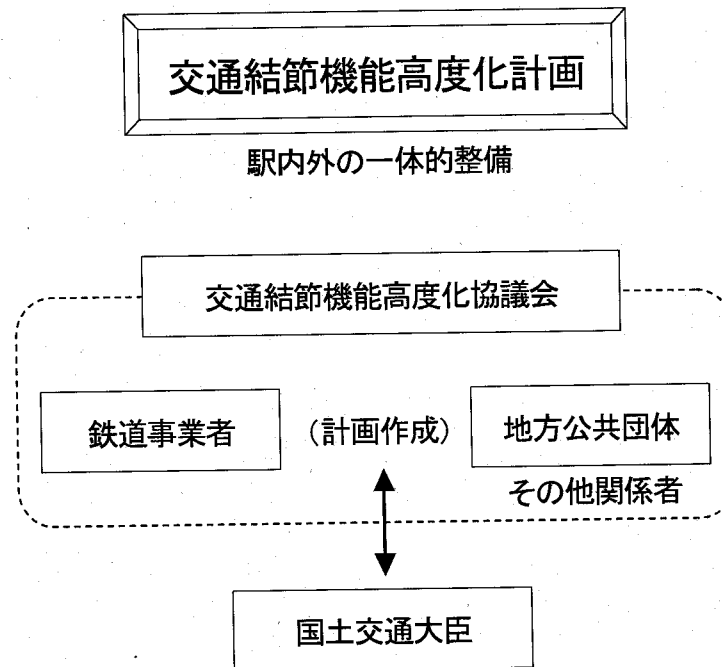 交通結節機能高度化計画
駅内外の一体的整備
交通結節機能高度化協議会
鉄道事業者
(計画作成)
地方公共団体
その他関係者
国土交通大臣